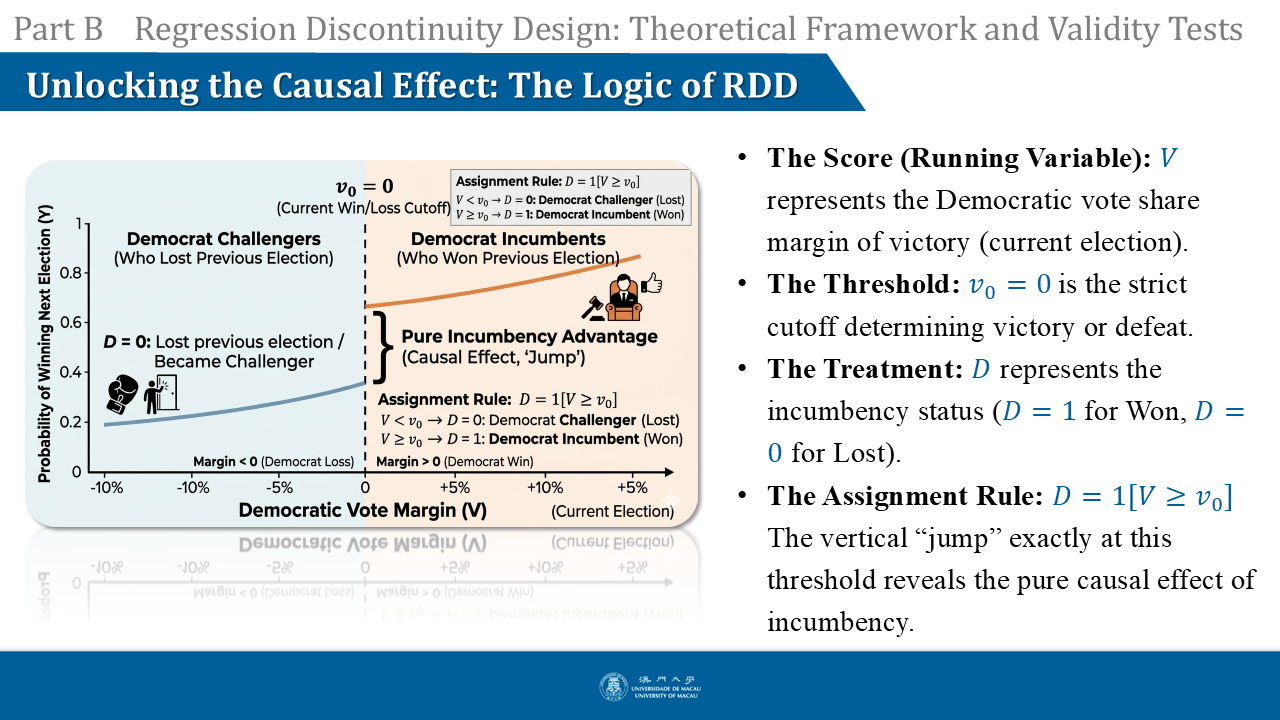 Part B Regression Discontinuity Design: Theoretical Framework and Validity Tests
Unlocking the Causal Effect: The Logic of RDD
v₀ = 0
(Current Win/Loss Cutoff)
Assignment Rule: D = 1[V ≥ v₀]
V < v₀ → D = 0: Democrat Challenger (Lost)
V ≥ v₀ → D = 1: Democrat Incumbent (Won)
Probability of Winning Next Election (Y)
1
0.8
0.6
0.4
0.2
0
Democrat Challengers
(Who Lost Previous Election)
Democrat Incumbents
(Who Won Previous Election)
D = 0: Lost previous election /
Became Challenger
Pure Incumbency Advantage
(Causal Effect, ‘Jump’)
Assignment Rule: D = 1[V ≥ v₀]
V < v₀ → D = 0: Democrat Challenger (Lost)
V ≥ v₀ → D = 1: Democrat Incumbent (Won)
Margin < 0 (Democrat Loss)
Margin > 0 (Democrat Win)
-10% -10% -5% 0 +5% +10% +5%
Democratic Vote Margin (V)
(Current Election)
• The Score (Running Variable): V
represents the Democratic vote share
margin of victory (current election).
• The Threshold: v₀ = 0 is the strict
cutoff determining victory or defeat.
• The Treatment: D represents the
incumbency status (D = 1 for Won, D =
0 for Lost).
• The Assignment Rule: D = 1[V ≥ v₀]
The vertical “jump” exactly at this
threshold reveals the pure causal effect of
incumbency.
澳門大學
UNIVERSIDADE DE MACAU
UNIVERSITY OF MACAU